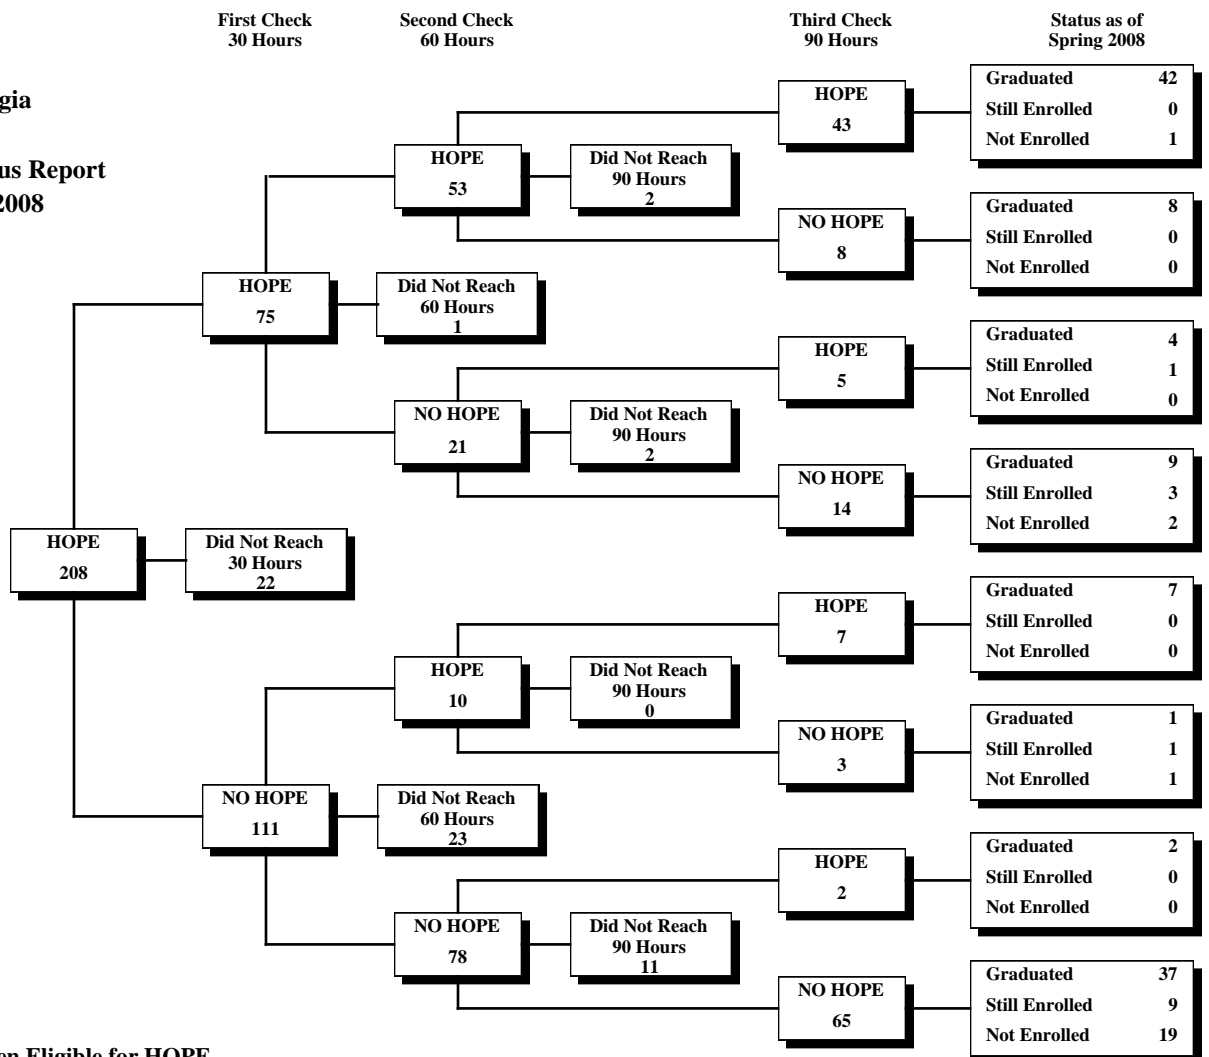 First Check
30 Hours
Second Check
60 Hours
Third Check
90 Hours
Status as of
Spring 2008
Report
2008
HOPE
208
Did Not Reach
30 Hours
22
HOPE
75
Did Not Reach
60 Hours
1
NO HOPE
111
Did Not Reach
60 Hours
23
HOPE
53
Did Not Reach
90 Hours
2
NO HOPE
21
Did Not Reach
90 Hours
2
HOPE
10
Did Not Reach
90 Hours
0
NO HOPE
78
Did Not Reach
90 Hours
11
HOPE
43
Graduated 42
Still Enrolled 0
Not Enrolled 1
NO HOPE
8
Graduated 8
Still Enrolled 0
Not Enrolled 0
HOPE
5
Graduated 4
Still Enrolled 1
Not Enrolled 0
NO HOPE
14
Graduated 9
Still Enrolled 3
Not Enrolled 2
HOPE
7
Graduated 7
Still Enrolled 0
Not Enrolled 0
NO HOPE
3
Graduated 1
Still Enrolled 1
Not Enrolled 1
HOPE
2
Graduated 2
Still Enrolled 0
Not Enrolled 0
NO HOPE
65
Graduated 37
Still Enrolled 9
Not Enrolled 19
Eligible for HOPE